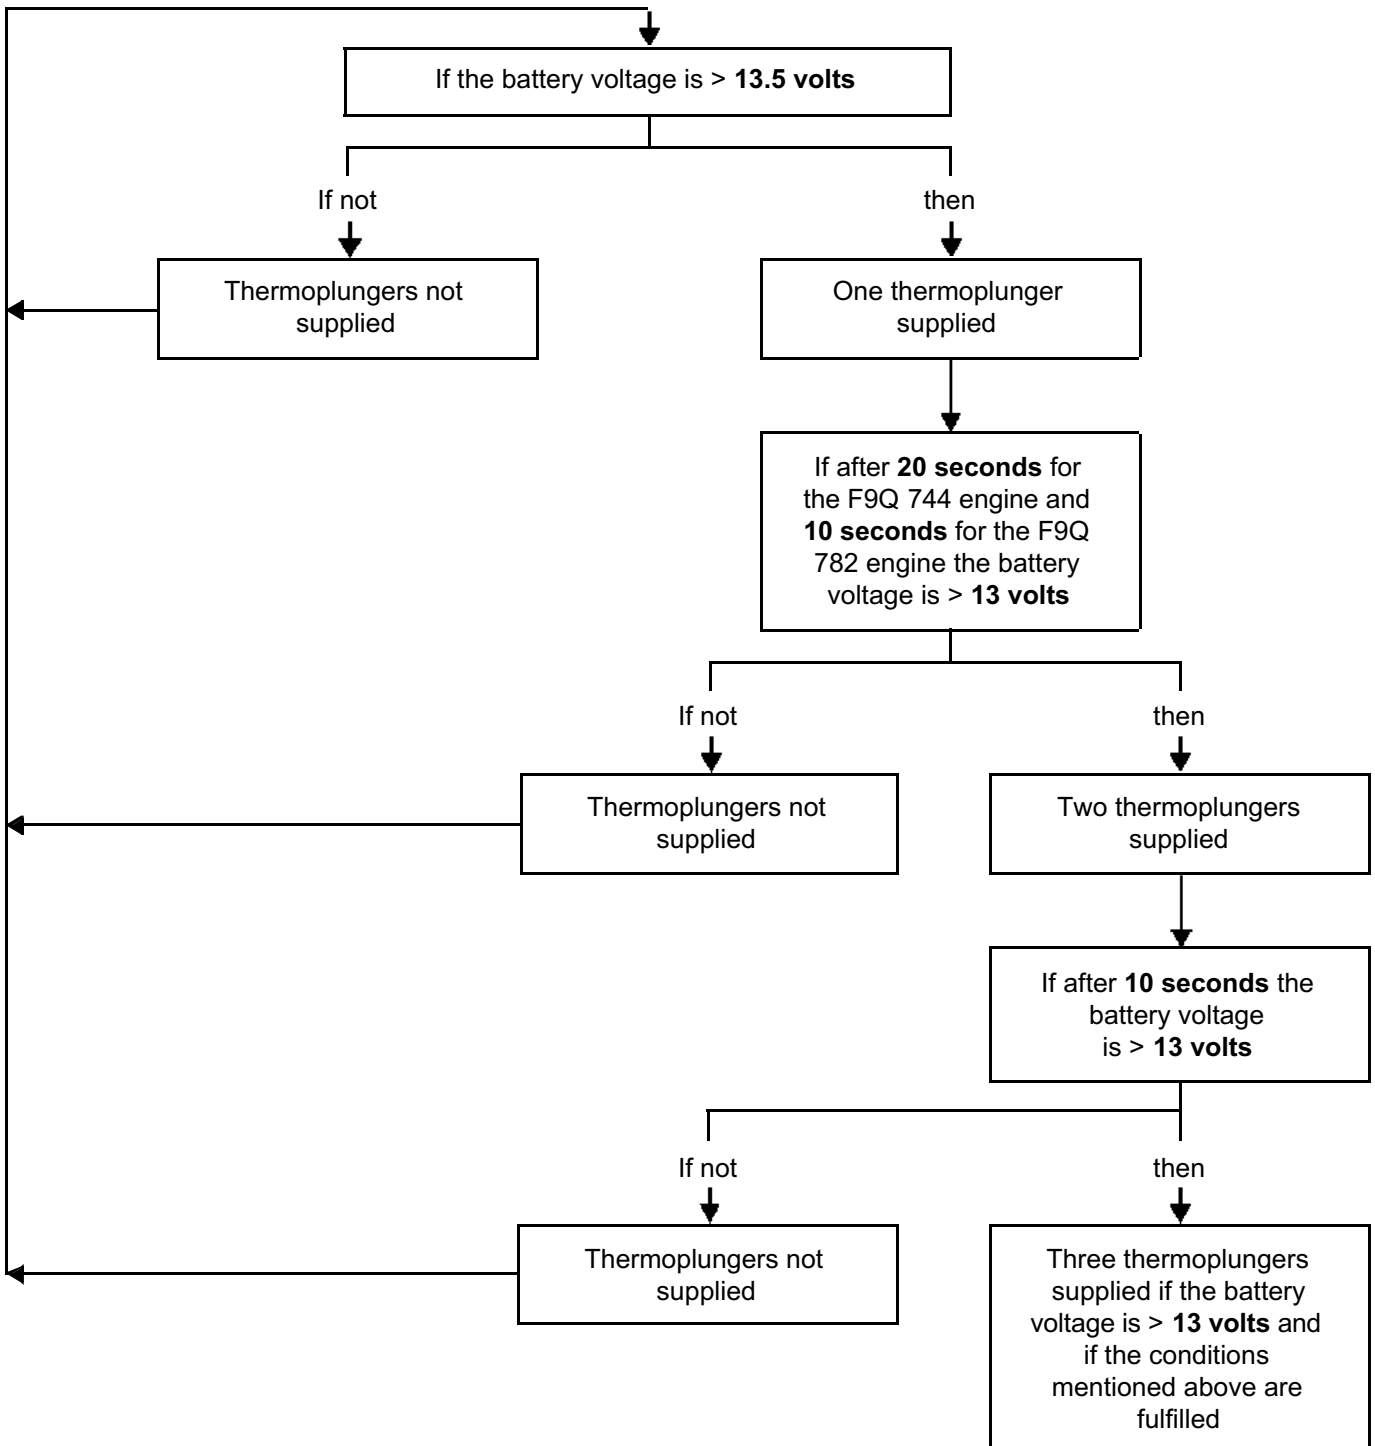 If the battery voltage is > 13.5 volts
If not
then
Thermoplungers not
supplied
One thermoplunger
supplied
If after 20 seconds for
the F9Q 744 engine and
10 seconds for the F9Q
782 engine the battery
voltage is > 13 volts
If not
then
Thermoplungers not
supplied
Two thermoplungers
supplied
If after 10 seconds the
battery voltage
is > 13 volts
If not
then
Thermoplungers not
supplied
Three thermoplungers
supplied if the battery
voltage is > 13 volts and
if the conditions
mentioned above are
fulfilled